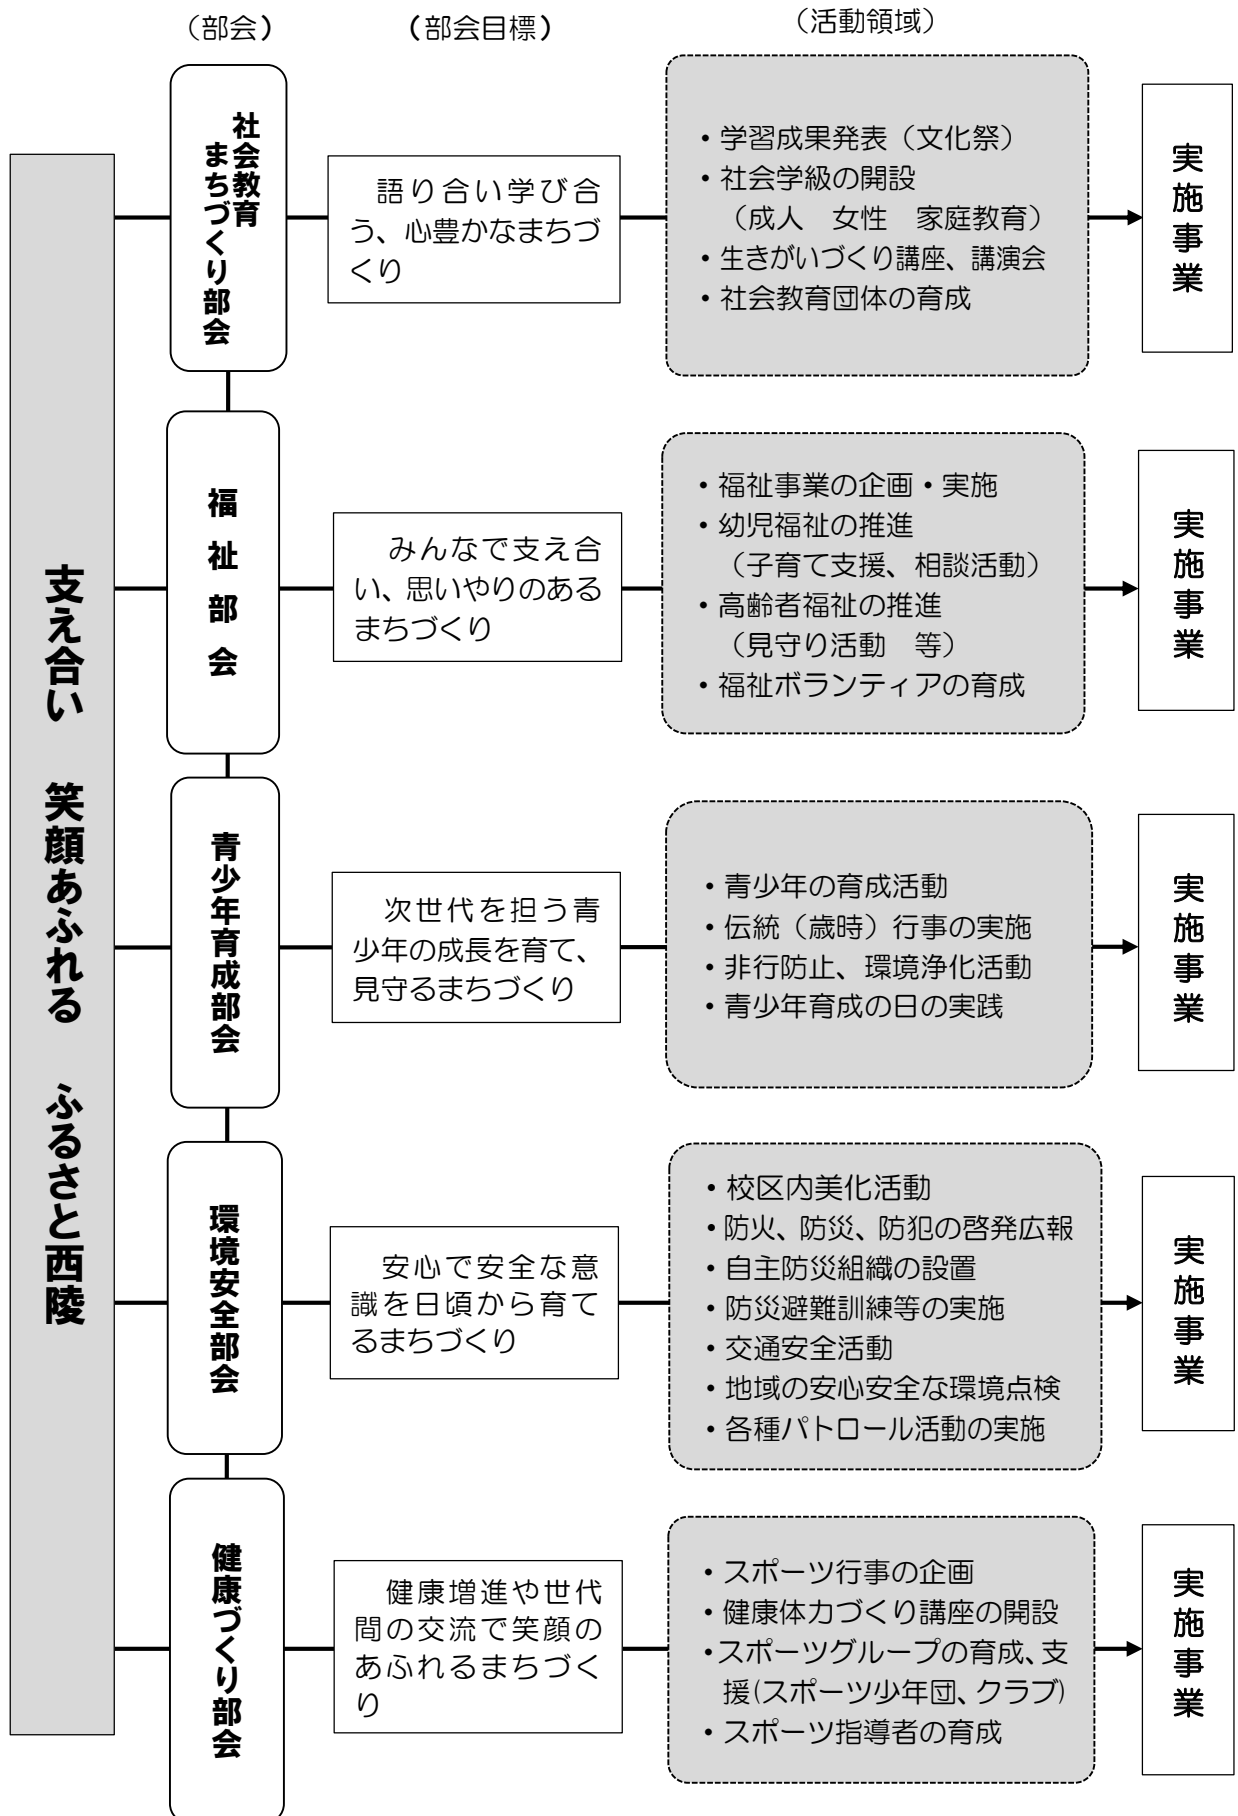 （部会）
（部会目標）
（活動領域）
支え合い　笑顔あふれる　ふるさと西陵
社会教育
まちづくり部会
語り合い学び合
う、心豊かなまちづ
くり
・学習成果発表（文化祭）
・社会学級の開設
（成人　女性　家庭教育）
・生きがいづくり講座、講演会
・社会教育団体の育成
実施事業
福祉部会
みんなで支え合
い、思いやりのある
まちづくり
・福祉事業の企画・実施
・幼児福祉の推進
（子育て支援、相談活動）
・高齢者福祉の推進
（見守り活動　等）
・福祉ボランティアの育成
実施事業
青少年育成部会
次世代を担う青
少年の成長を育て、
見守るまちづくり
・青少年の育成活動
・伝統（歳時）行事の実施
・非行防止、環境浄化活動
・青少年育成の日の実践
実施事業
環境安全部会
安心で安全な意
識を日頃から育て
るまちづくり
・校区内美化活動
・防火、防災、防犯の啓発広報
・自主防災組織の設置
・防災避難訓練等の実施
・交通安全活動
・地域の安心安全な環境点検
・各種パトロール活動の実施
実施事業
健康づくり部会
健康増進や世代
間の交流で笑顔の
あふれるまちづく
り
・スポーツ行事の企画
・健康体力づくり講座の開設
・スポーツグループの育成、支
援(スポーツ少年団、クラブ)
・スポーツ指導者の育成
実施事業